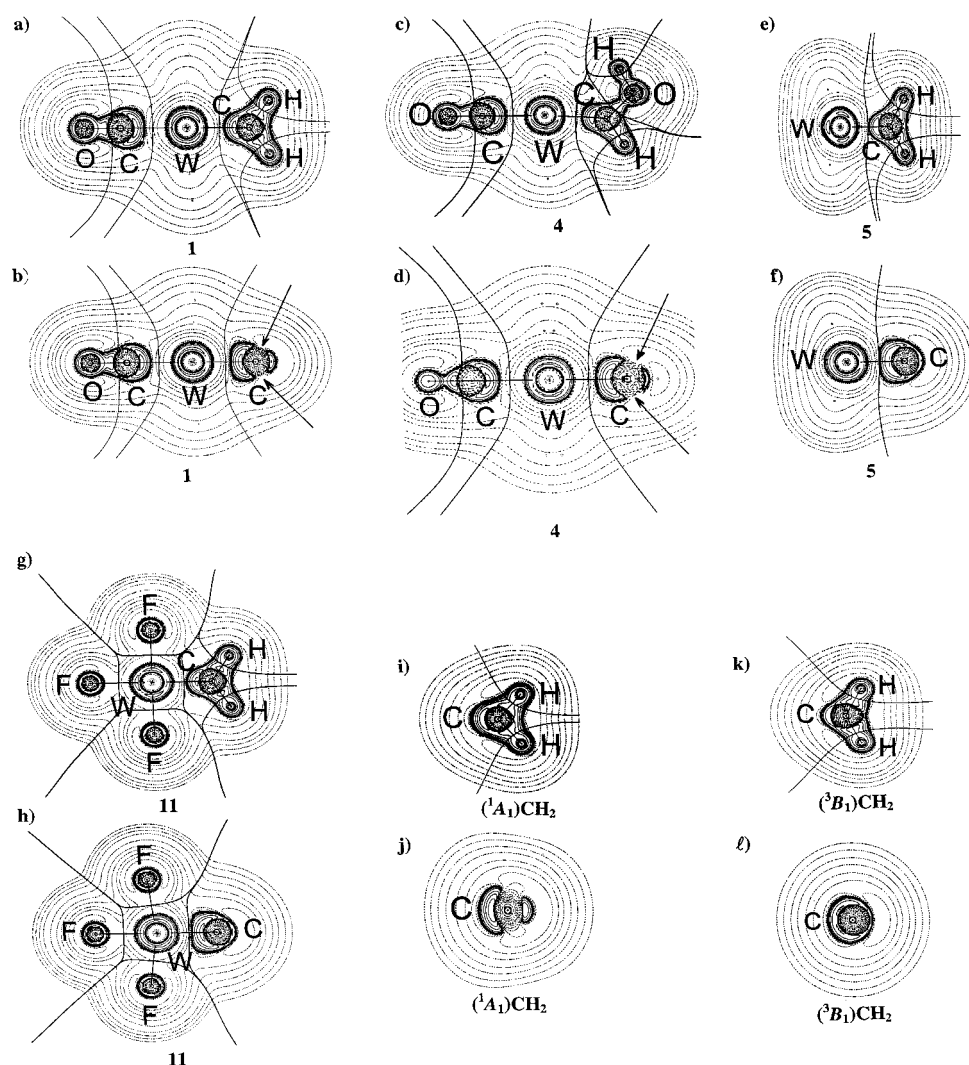 a)
O C W C H H
1
c)
O C W C H O H
4
e)
W C H H
5
b)
O C W C
1
d)
O C W C
4
f)
W C
5
g)
F F W C H H F
11
i)
C H H
(¹A₁)CH₂
k)
C H H
(³B₁)CH₂
h)
F F W C F
11
j)
C
(¹A₁)CH₂
ℓ)
C
(³B₁)CH₂